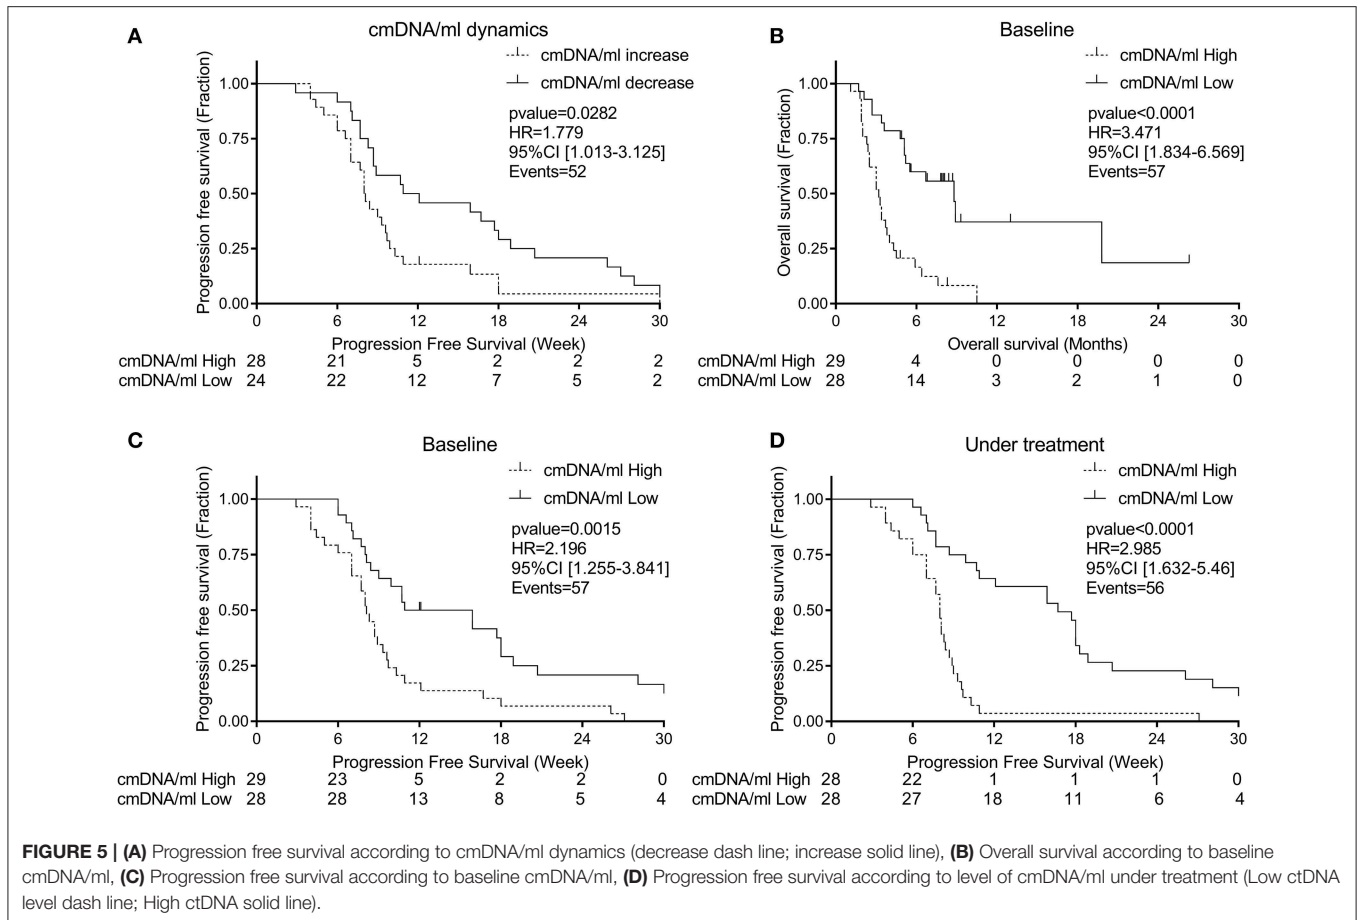 A
cmDNA/ml dynamics
cmDNA/ml increase
cmDNA/ml decrease
pvalue=0.0282
HR=1.779
95%CI [1.013-3.125]
Events=52
Progression free survival (Fraction)
1.00
0.75
0.50
0.25
0.00
0 6 12 18 24 30
Progression Free Survival (Week)
cmDNA/ml High 28 21 5 2 2 2
cmDNA/ml Low 24 22 12 7 5 2
B
Baseline
cmDNA/ml High
cmDNA/ml Low
pvalue<0.0001
HR=3.471
95%CI [1.834-6.569]
Events=57
Overall survival (Fraction)
1.00
0.75
0.50
0.25
0.00
0 6 12 18 24 30
Overall survival (Months)
cmDNA/ml High 29 4 0 0 0 0
cmDNA/ml Low 28 14 3 2 1 0
C
Baseline
cmDNA/ml High
cmDNA/ml Low
pvalue=0.0015
HR=2.196
95%CI [1.255-3.841]
Events=57
Progression free survival (Fraction)
1.00
0.75
0.50
0.25
0.00
0 6 12 18 24 30
Progression Free Survival (Week)
cmDNA/ml High 29 23 5 2 2 0
cmDNA/ml Low 28 28 13 8 5 4
D
Under treatment
cmDNA/ml High
cmDNA/ml Low
pvalue<0.0001
HR=2.985
95%CI [1.632-5.46]
Events=56
Progression free survival (Fraction)
1.00
0.75
0.50
0.25
0.00
0 6 12 18 24 30
Progression Free Survival (Week)
cmDNA/ml High 28 22 1 1 1 0
cmDNA/ml Low 28 27 18 11 6 4
FIGURE 5 | (A) Progression free survival according to cmDNA/ml dynamics (decrease dash line; increase solid line), (B) Overall survival according to baseline
cmDNA/ml, (C) Progression free survival according to baseline cmDNA/ml, (D) Progression free survival according to level of cmDNA/ml under treatment (Low ctDNA
level dash line; High ctDNA solid line).